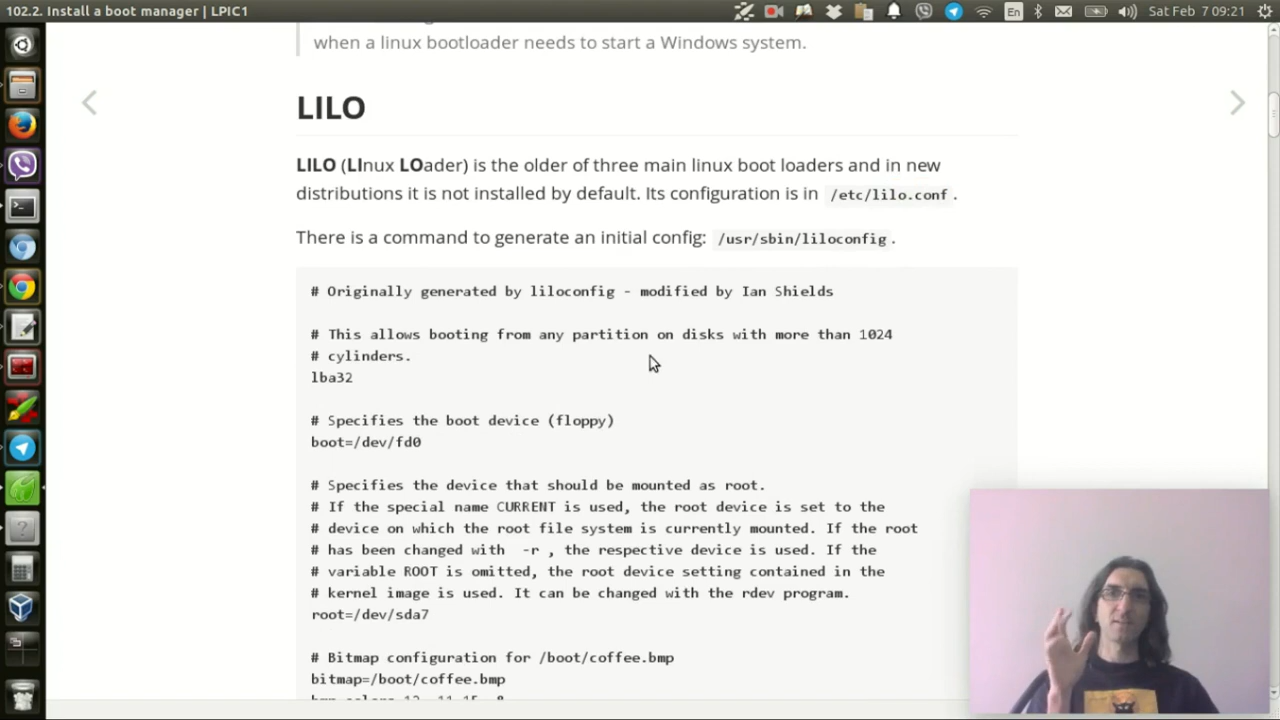 102.2. Install a boot manager. | LPIC1
En
Sat Feb 7 09:21
when a linux bootloader needs to start a Windows system.
LILO
LILO (LInux LOader) is the older of three main linux boot loaders and in new
distributions it is not installed by default. Its configuration is in /etc/lilo.conf .
There is a command to generate an initial config: /usr/sbin/liloconfig .
# Originally generated by liloconfig - modified by Ian Shields
# This allows booting from any partition on disks with more than 1024
# cylinders.
lba32
# Specifies the boot device (floppy)
boot=/dev/fd0
# Specifies the device that should be mounted as root.
# If the special name CURRENT is used, the root device is set to the
# device on which the root file system is currently mounted. If the root
# has been changed with  -r , the respective device is used. If the
# variable ROOT is omitted, the root device setting contained in the
# kernel image is used. It can be changed with the rdev program.
root=/dev/sda7
# Bitmap configuration for /boot/coffee.bmp
bitmap=/boot/coffee.bmp